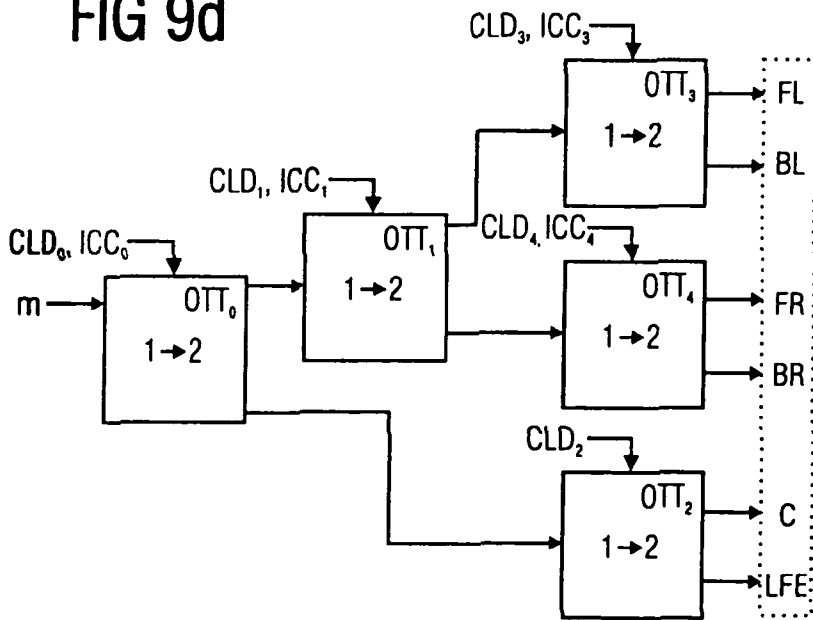 FIG 9d
CLD₃, ICC₃
OTT₃
1→2
FL
BL
CLD₁, ICC₁
OTT₁
1→2
CLD₄, ICC₄
OTT₄
1→2
FR
BR
CLD₀, ICC₀
m
OTT₀
1→2
CLD₂
OTT₂
1→2
C
LFE